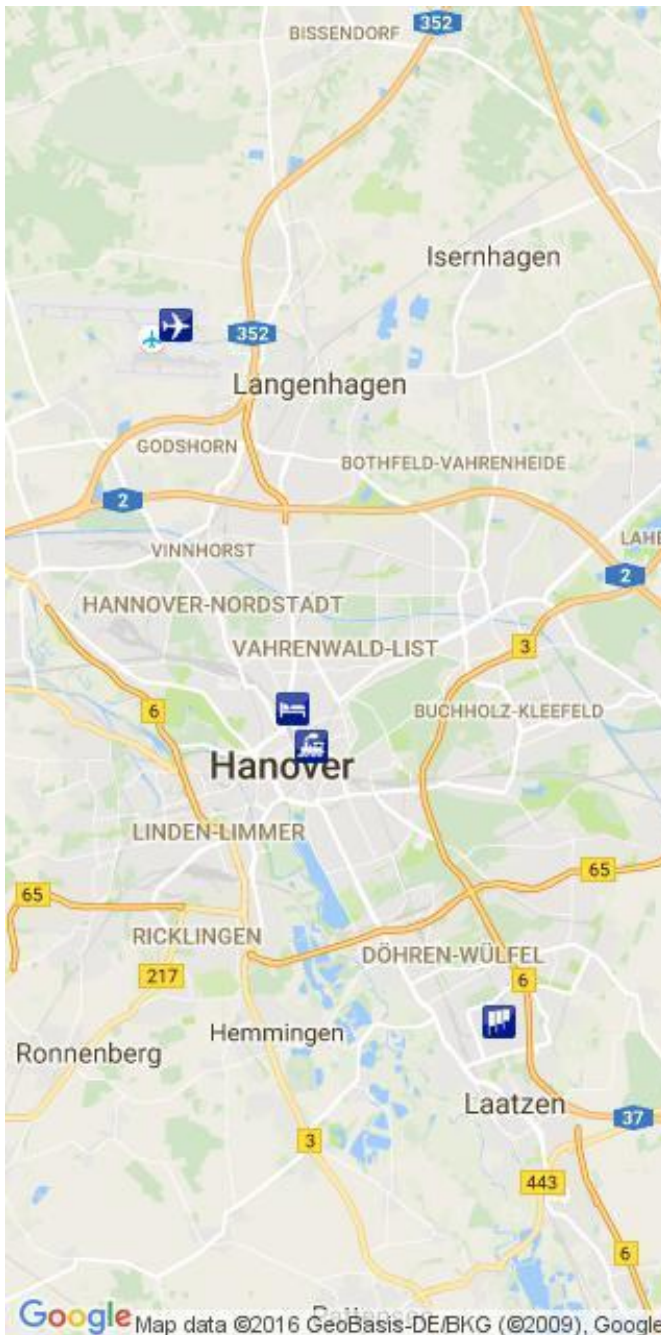 352
BISSENDORF
Isernhagen
352
Langenhagen
GODSHORN
BOTHFELD-VAHRENHEIDE
2
VINNHORST
LAHE
2
HANNOVER-NORDSTADT
3
VAHRENWALD-LIST
6
BUCHHOLZ-KLEEFELD
Hanover
LINDEN-LIMMER
65
65
RICKLINGEN
DÖHREN-WÜLFEL
217
6
Hemmingen
Ronnenberg
Laatzen
37
3
443
6
Google Map data ©2016 GeoBasis-DE/BKG (©2009), Google